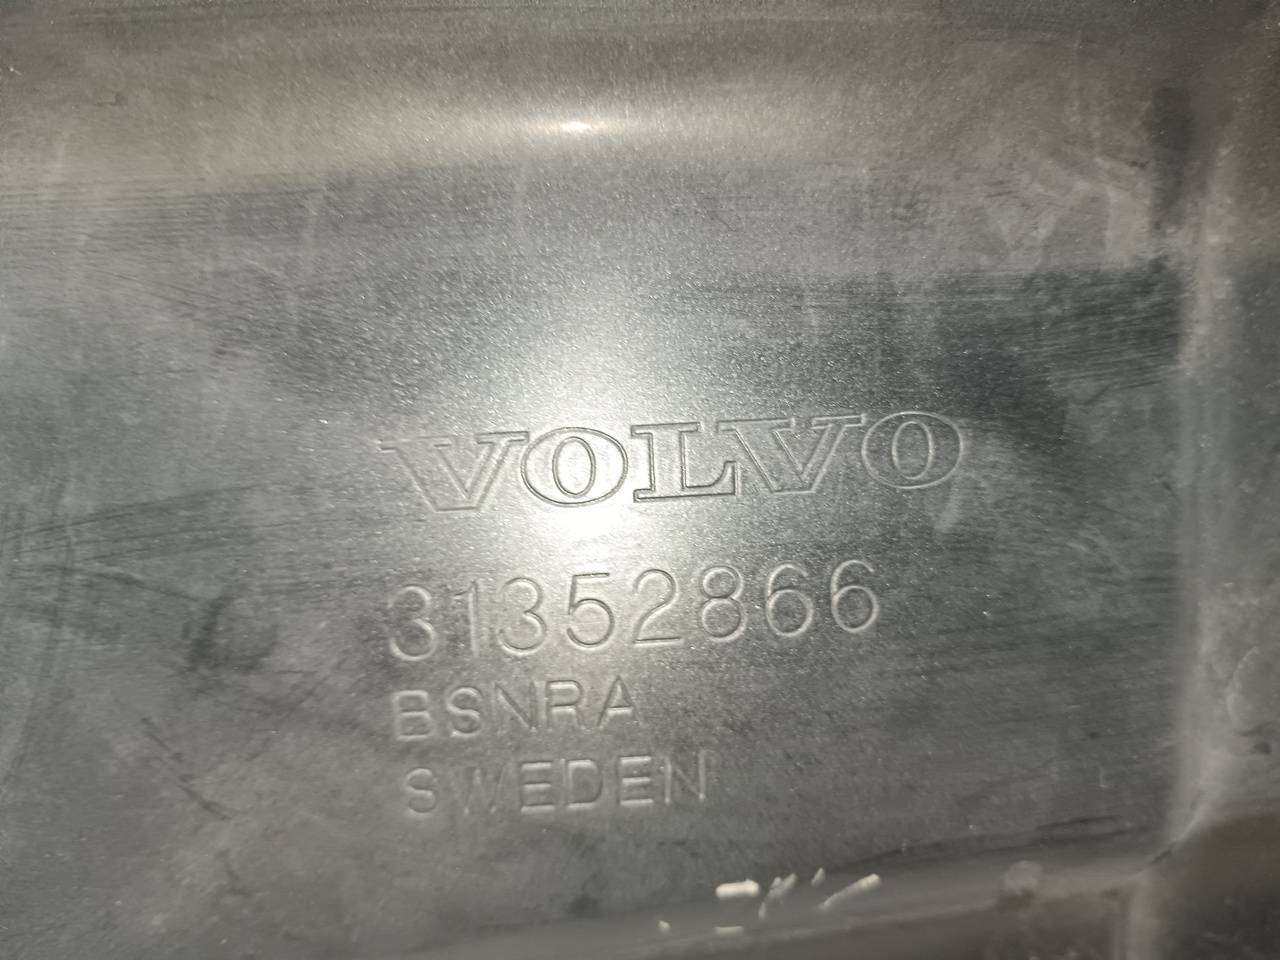 VOLVO
31352866
BSNRA
SWEDEN